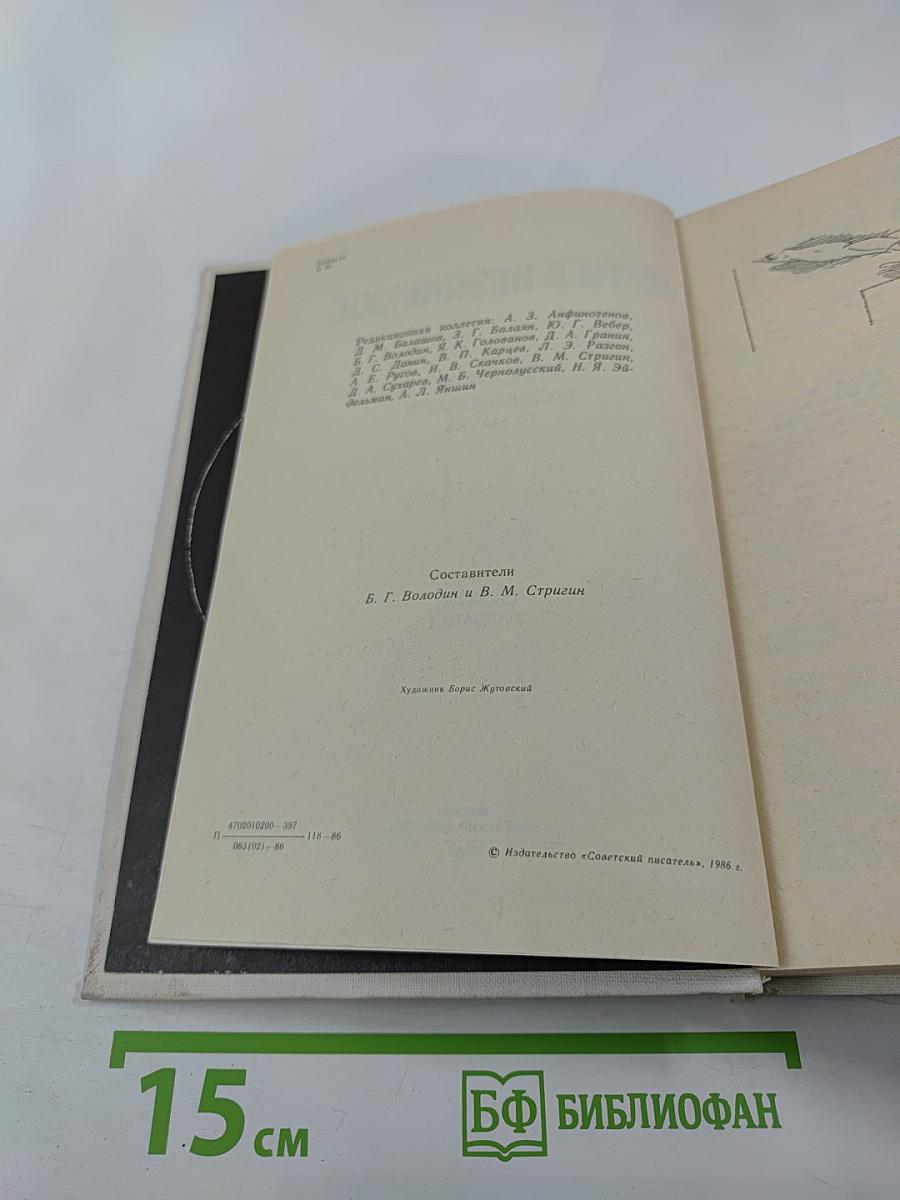 Редакционная коллегия: А. З. Анфиногенов,
Д. М. Балашов, З. Г. Балаян, Ю. Г. Вебер,
Б. Г. Володин, Я. К. Голованов, Д. А. Гранин,
Д. С. Данин, В. П. Карцев, Л. Э. Разгон,
А. Е. Русов, И. В. Скачков, В. М. Стригин,
Д. А. Сухарев, М. Б. Чернолусский, Н. Я. Эй-
дельман, А. Л. Яншин
Составители
Б. Г. Володин и В. М. Стригин
Художник Борис Жутовский
4702010200—397
П ——— 118—86
083(02)—86
© Издательство «Советский писатель», 1986 г.
15 см
БФ БИБЛИОФАН